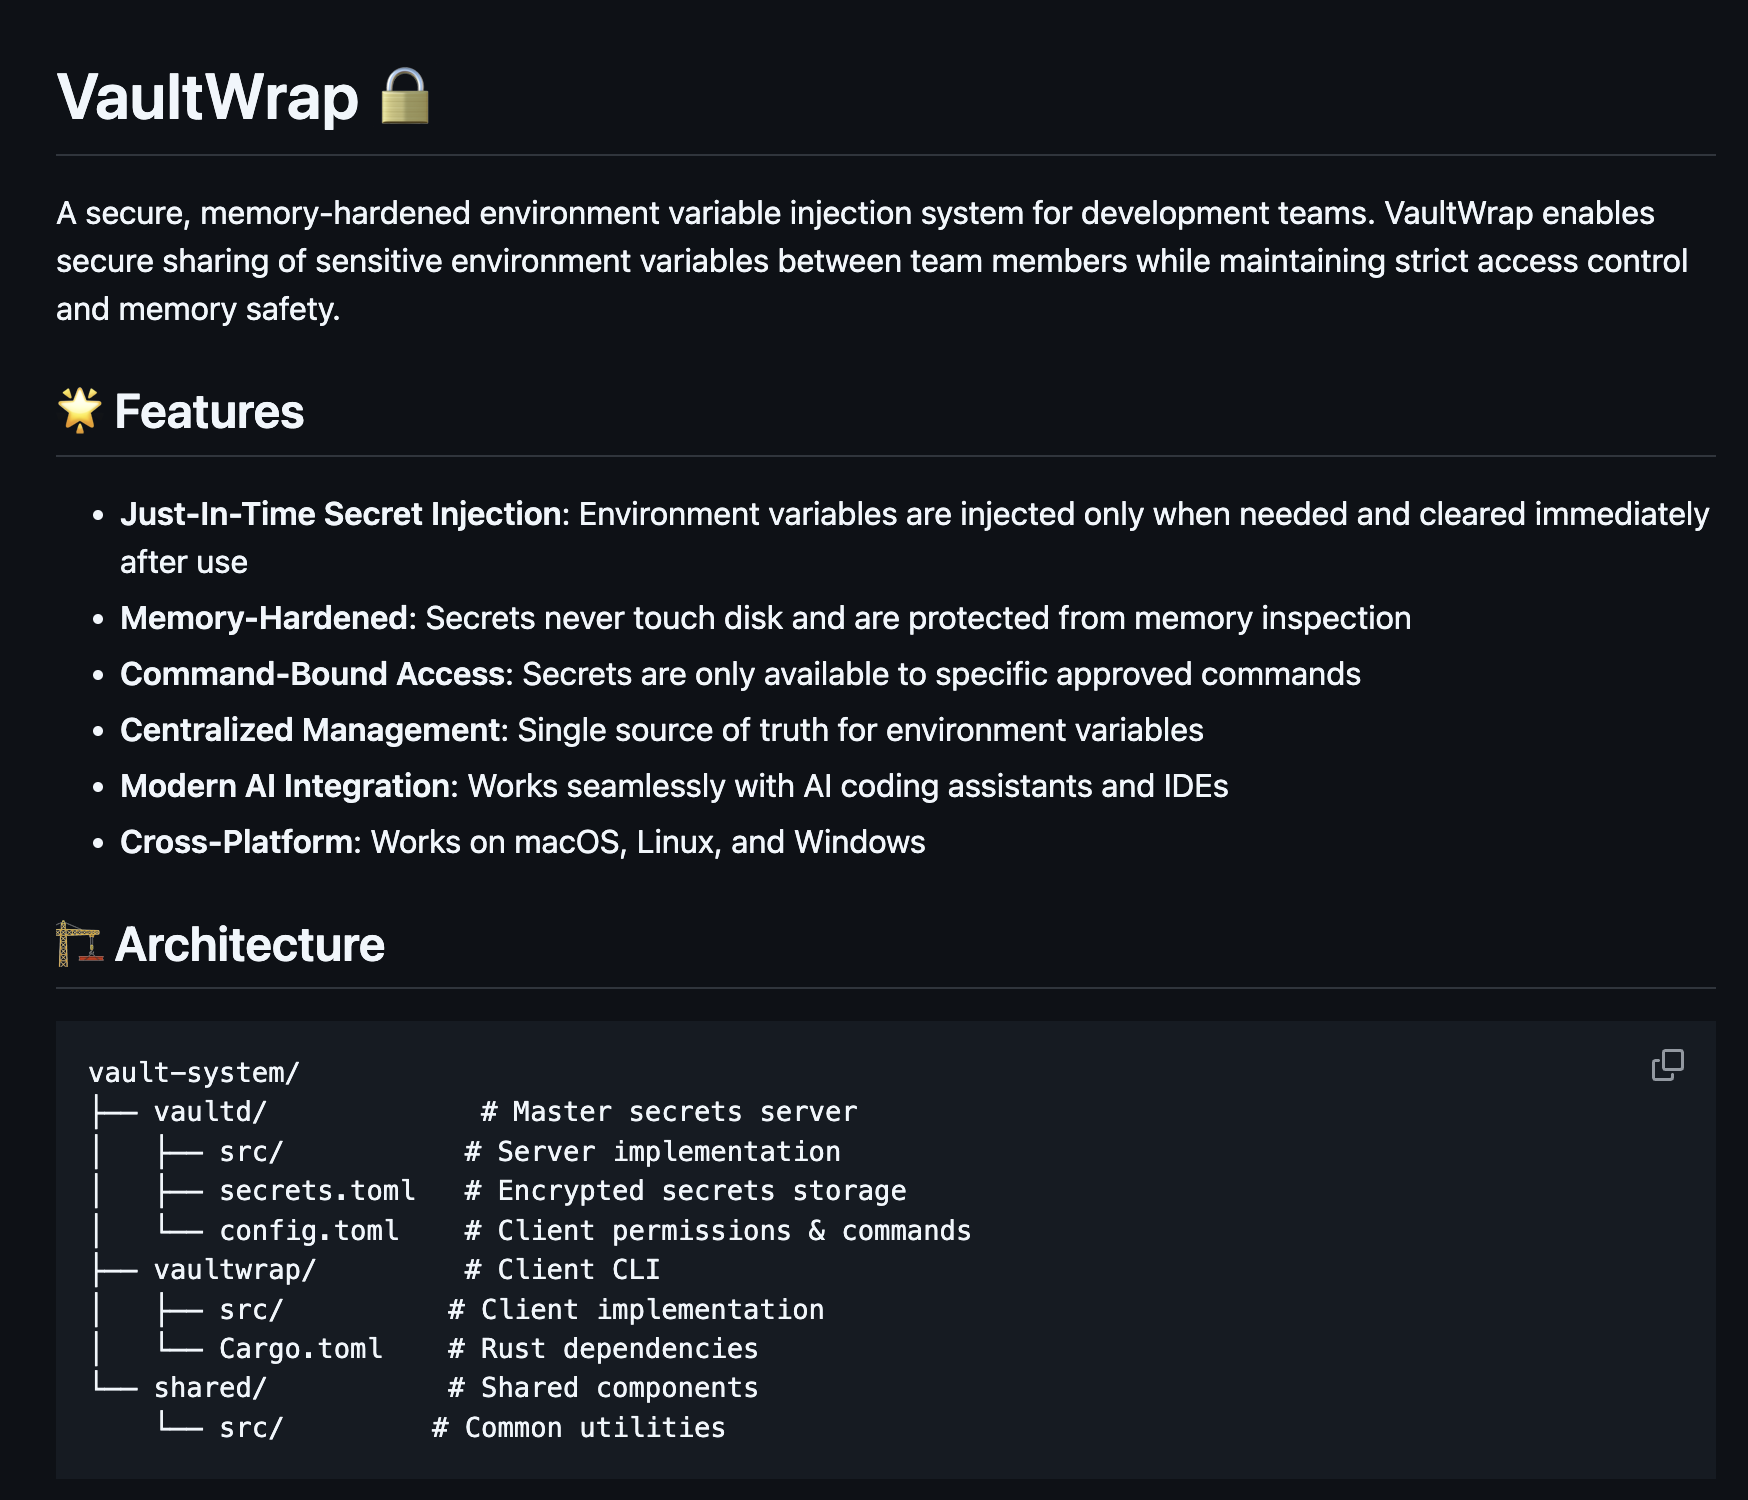 VaultWrap 🔒
A secure, memory-hardened environment variable injection system for development teams. VaultWrap enables
secure sharing of sensitive environment variables between team members while maintaining strict access control
and memory safety.
🌟 Features
• Just-In-Time Secret Injection: Environment variables are injected only when needed and cleared immediately
after use
• Memory-Hardened: Secrets never touch disk and are protected from memory inspection
• Command-Bound Access: Secrets are only available to specific approved commands
• Centralized Management: Single source of truth for environment variables
• Modern AI Integration: Works seamlessly with AI coding assistants and IDEs
• Cross-Platform: Works on macOS, Linux, and Windows
🏗️ Architecture
vault-system/
├── vaultd/             # Master secrets server
│   ├── src/           # Server implementation
│   ├── secrets.toml   # Encrypted secrets storage
│   └── config.toml    # Client permissions & commands
├── vaultwrap/         # Client CLI
│   ├── src/          # Client implementation
│   └── Cargo.toml    # Rust dependencies
└── shared/           # Shared components
    └── src/         # Common utilities